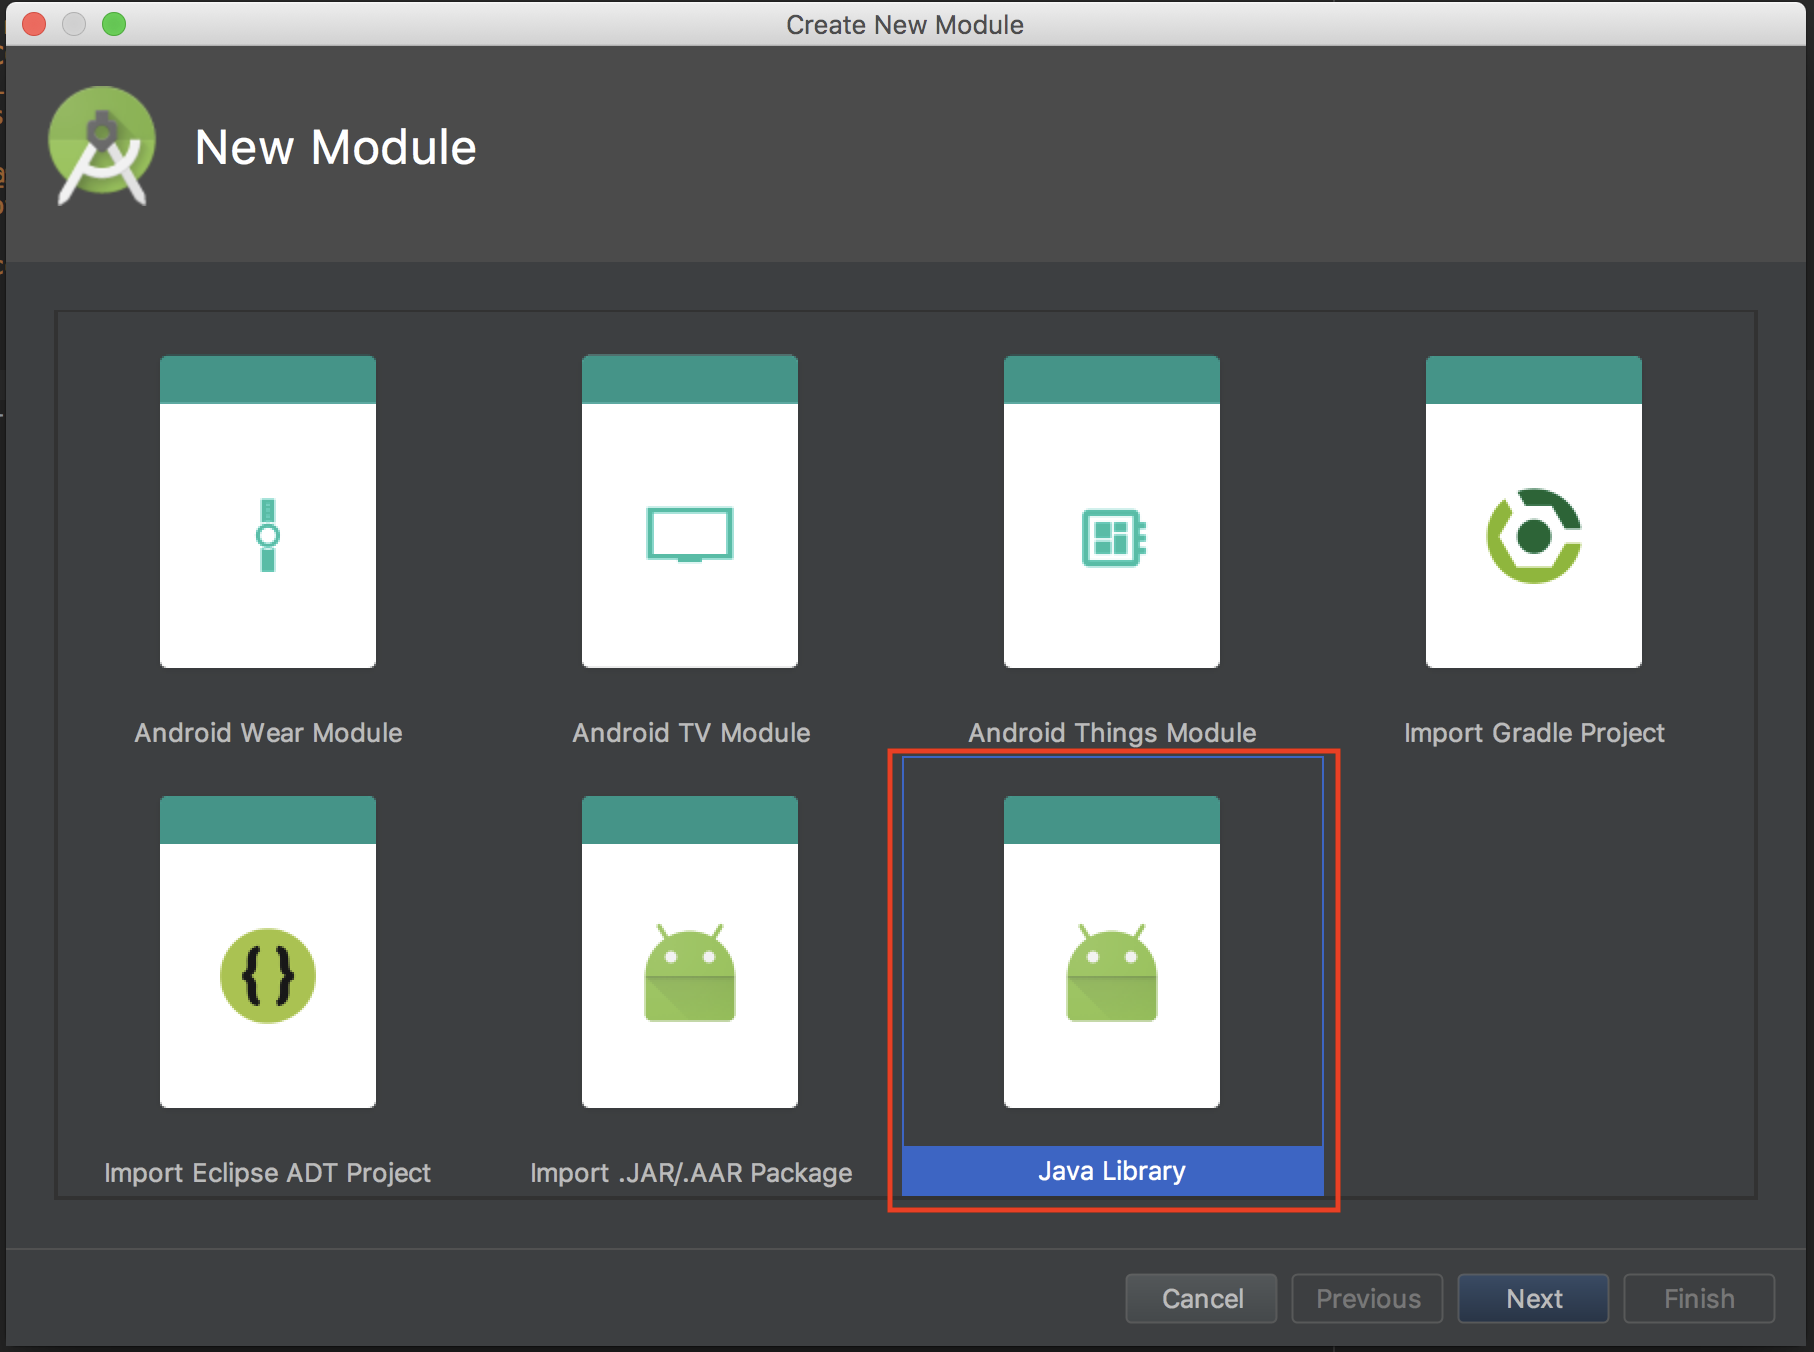 Create New Module
New Module
Android Wear Module
Android TV Module
Android Things Module
Import Gradle Project
{}
Import Eclipse ADT Project
Import .JAR/.AAR Package
Java Library
Cancel
Previous
Next
Finish